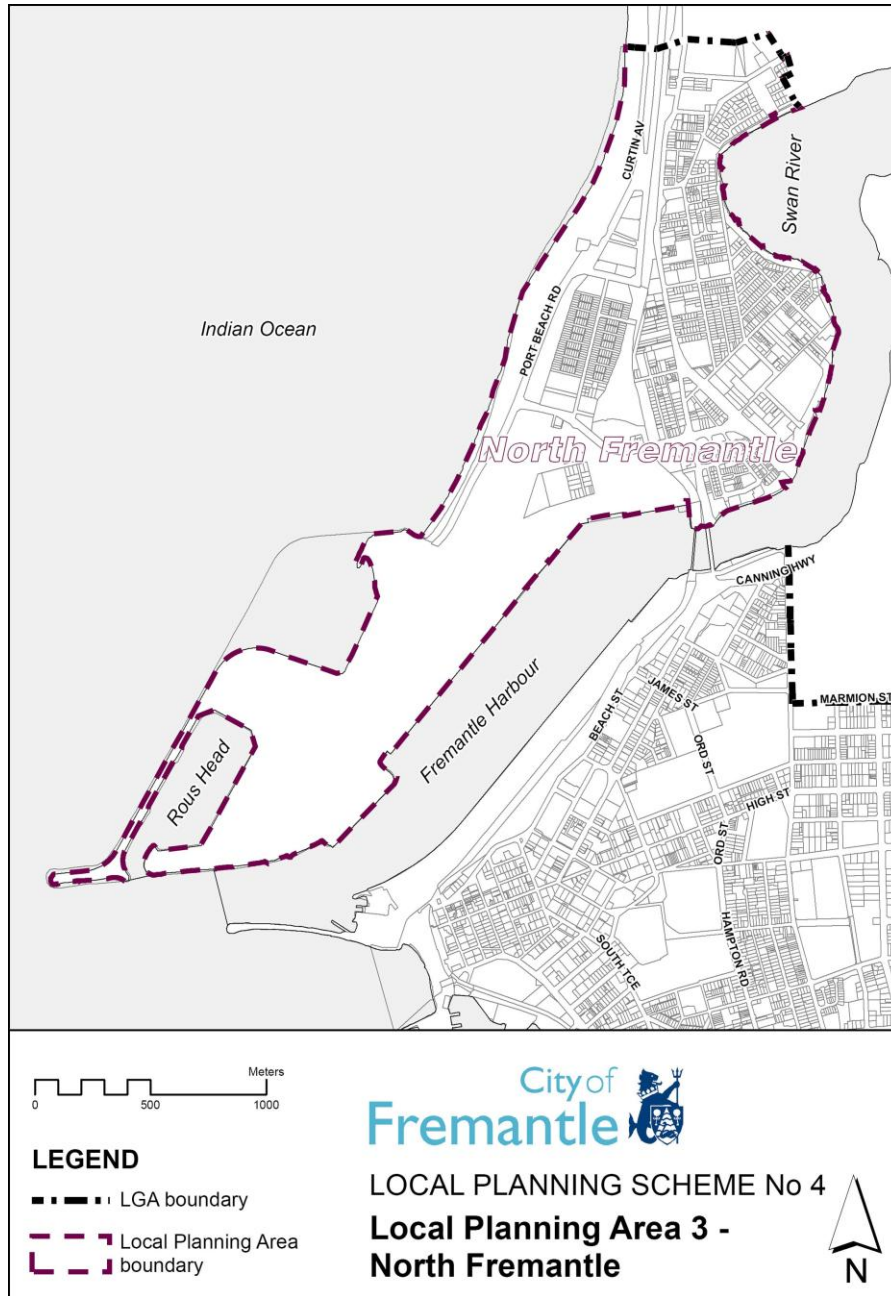 CURTIN AV
Swan River
Indian Ocean
PORT BEACH RD
North Fremantle
CANNING HWY
MARMION ST
Fremantle Harbour
BEACH ST
JAMES ST
ORD ST
Rous Head
HIGH ST
ORD ST
HAMPTON RD
SOUTH TCE
Meters
0 500 1000
LEGEND
LGA boundary
Local Planning Area
boundary
City of
Fremantle
LOCAL PLANNING SCHEME No 4
Local Planning Area 3 -
North Fremantle
N